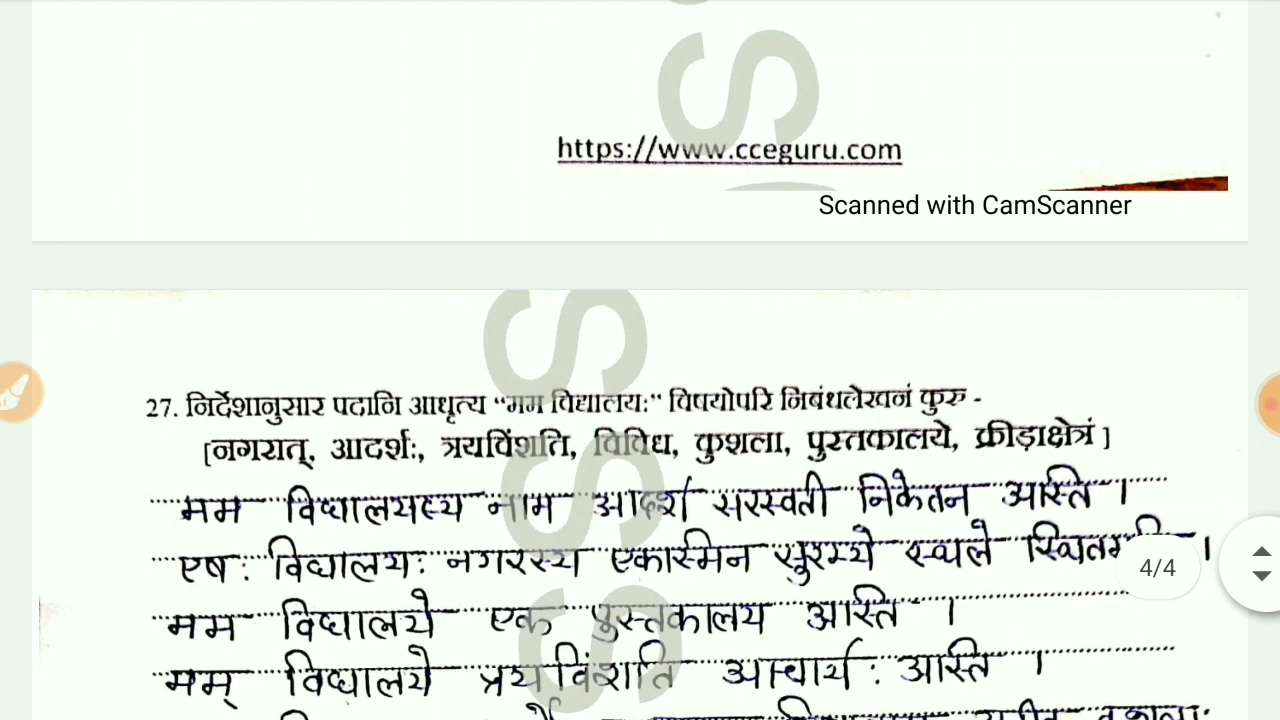 https://www.cceguru.com
Scanned with CamScanner
27. निर्देशानुसार पदानि आधृत्य “मम विद्यालयः” विषयोपरि निबंधलेखनं कुरु -
[नगरात्, आदर्शः, त्रयविंशति, विविध, कुशला, पुस्तकालये, क्रीड़ाक्षेत्रं]
मम विद्यालयस्य नाम आदर्श सरस्वती निकेतन अस्ति ।
एषः विद्यालयः नगरस्य एकास्मिन सुरम्ये स्थले ।
4/4
मम विद्यालये एक पुस्तकालय अस्ति ।
मम् विद्यालये त्रयविंशति आचार्यः अस्ति ।